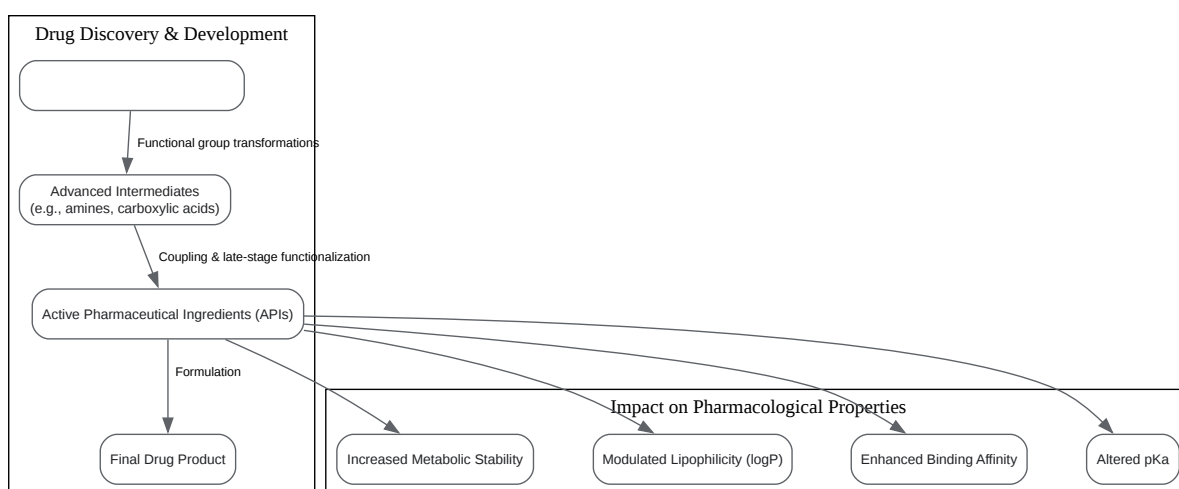 Drug Discovery & Development
Functional group transformations
Advanced Intermediates
(e.g., amines, carboxylic acids)
Coupling & late-stage functionalization
Active Pharmaceutical Ingredients (APIs)
Formulation
Impact on Pharmacological Properties
Final Drug Product
Increased Metabolic Stability
Modulated Lipophilicity (logP)
Enhanced Binding Affinity
Altered pKa